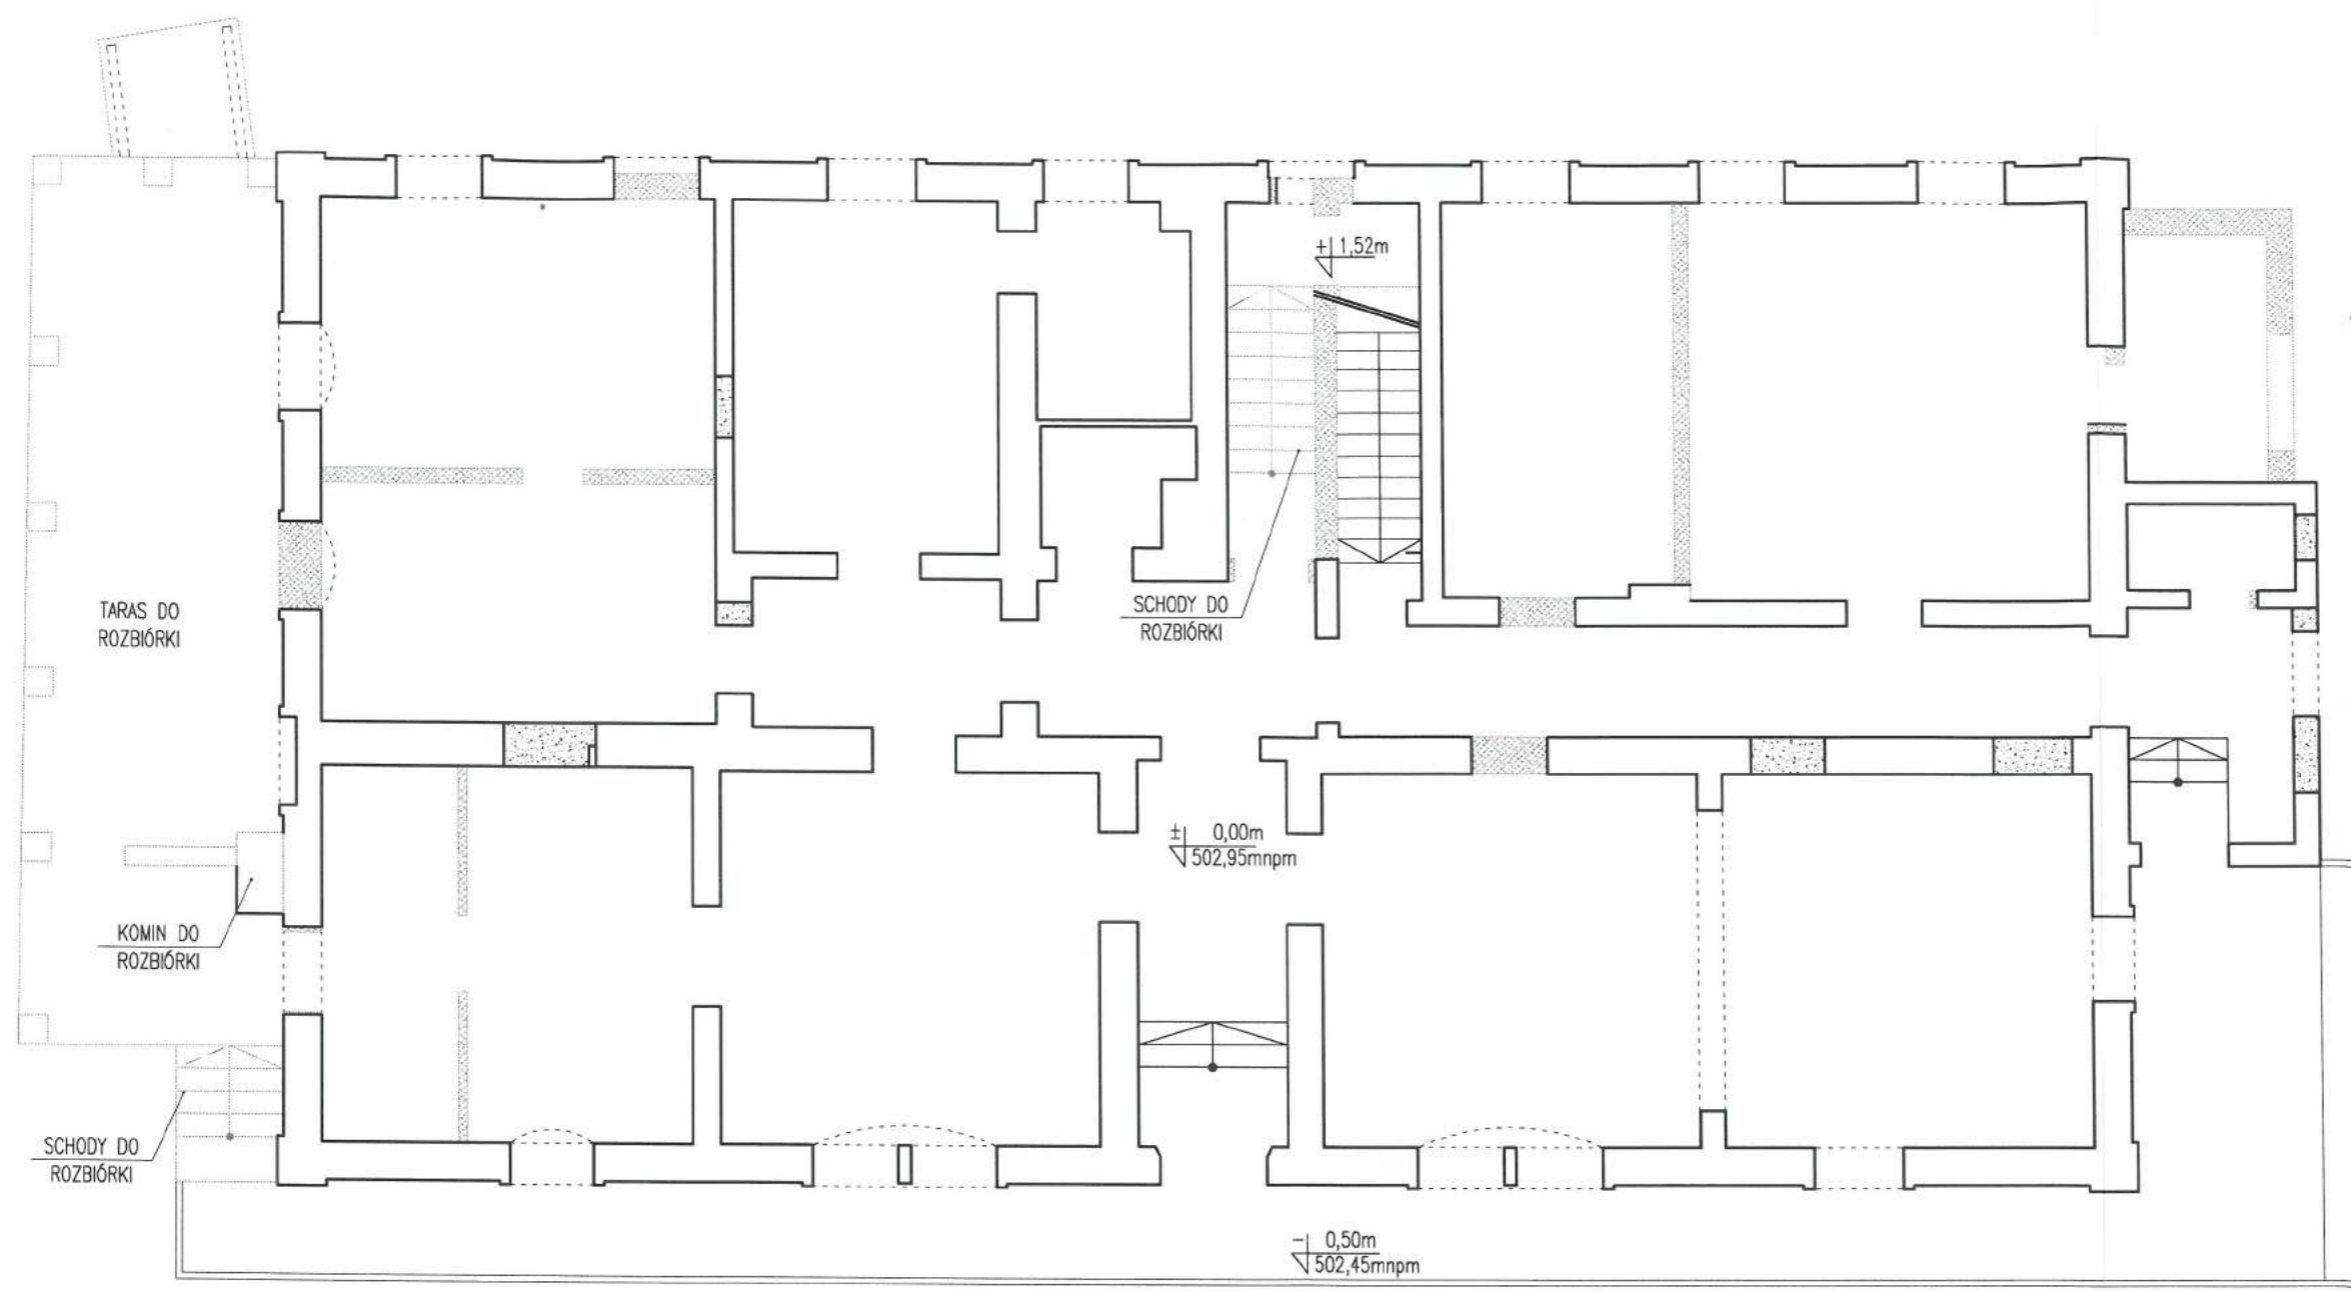 + 1,52m
TARAS DO
ROZBIÓRKI
SCHODY DO
ROZBIÓRKI
± 0,00m
502,95mnpm
KOMIN DO
ROZBIÓRKI
SCHODY DO
ROZBIÓRKI
- 0,50m
502,45mnpm